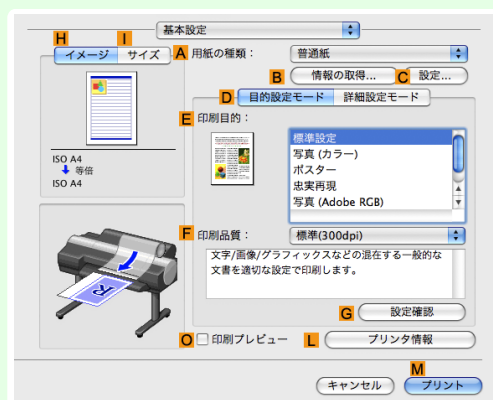 基本設定
H
I
イメージ
サイズ
A
用紙の種類：
普通紙
B
情報の取得...
C
設定...
D
目的設定モード
詳細設定モード
E
印刷目的：
標準設定
写真 (カラー)
ポスター
忠実再現
写真 (Adobe RGB)
ISO A4
等倍
ISO A4
F
印刷品質：
標準(300dpi)
文字/画像/グラフィックスなどの混在する一般的な
文書を適切な設定で印刷します。
G
設定確認
O
印刷プレビュー
L
プリンタ情報
M
キャンセル
プリント